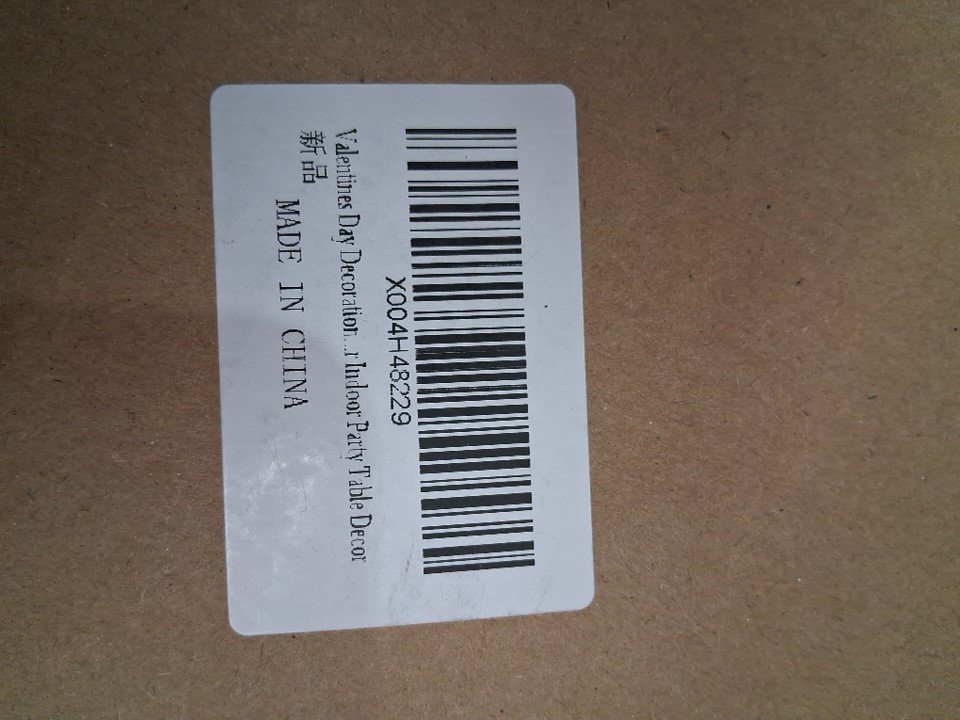 X004H48229
Valentines Day Decoration...r Indoor Party Table Decor
新品
MADE IN CHINA